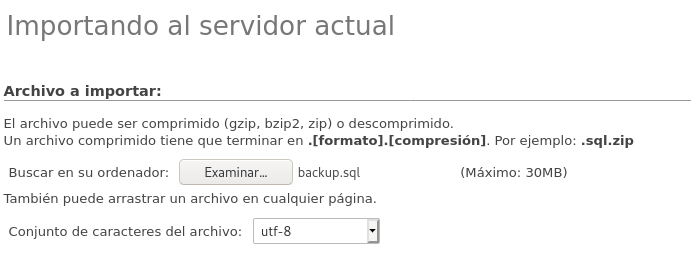 Importando al servidor actual
Archivo a importar:
El archivo puede ser comprimido (gzip, bzip2, zip) o descomprimido.
Un archivo comprimido tiene que terminar en .[formato].[compresión]. Por ejemplo: .sql.zip
Buscar en su ordenador: Examinar... backup.sql (Máximo: 30MB)
También puede arrastrar un archivo en cualquier página.
Conjunto de caracteres del archivo: utf-8